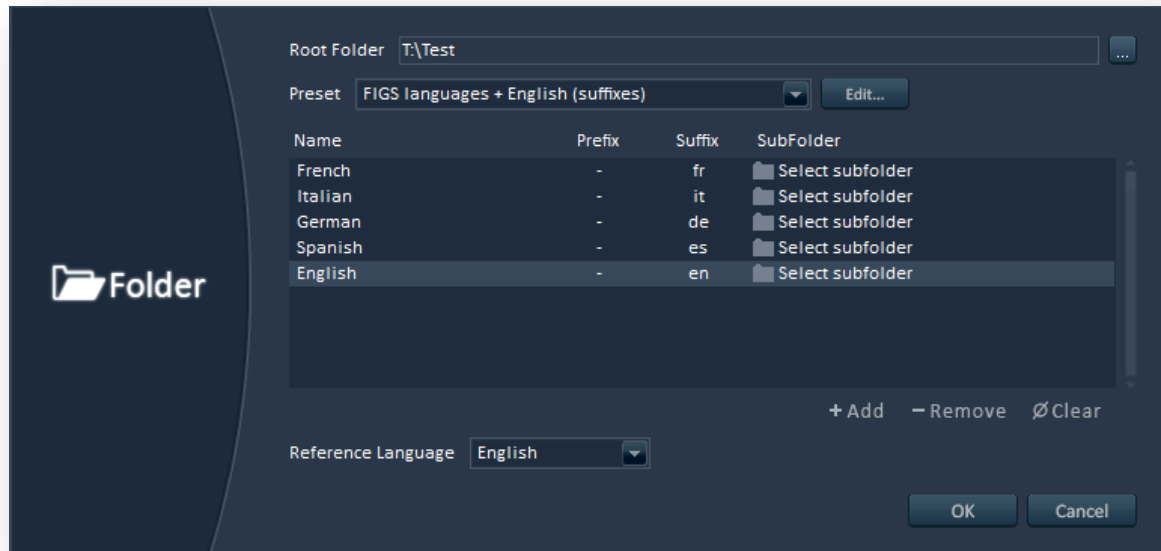 Folder
Root Folder T:\Test ...
Preset FIGS languages + English (suffixes) Edit...
Name Prefix Suffix SubFolder
French - fr Select subfolder
Italian - it Select subfolder
German - de Select subfolder
Spanish - es Select subfolder
English - en Select subfolder
+ Add − Remove Ø Clear
Reference Language English
OK Cancel